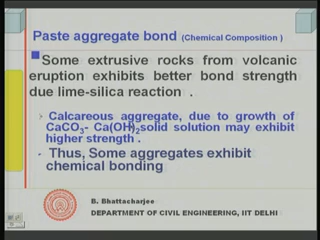 Paste aggregate bond (Chemical Composition )
Some extrusive rocks from volcanic
eruption exhibits better bond strength
due lime-silica reaction .
Calcareous aggregate, due to growth of
CaCO3- Ca(OH)2solid solution may exhibit
higher strength .
Thus, Some aggregates exhibit
chemical bonding
B. Bhattacharjee
DEPARTMENT OF CIVIL ENGINEERING, IIT DELHI